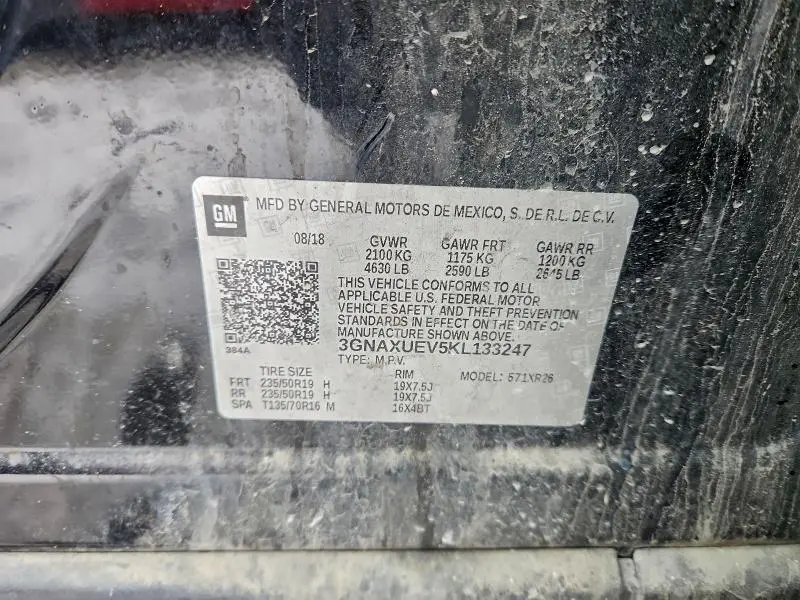 GM
MFD BY GENERAL MOTORS DE MEXICO, S. DE R.L. DE C.V.
08/18 GVWR GAWR FRT GAWR RR
2100 KG 1175 KG 1200 KG
4630 LB 2590 LB 2645 LB
THIS VEHICLE CONFORMS TO ALL
APPLICABLE U.S. FEDERAL MOTOR
VEHICLE SAFETY AND THEFT PREVENTION
STANDARDS IN EFFECT ON THE DATE OF
MANUFACTURE SHOWN ABOVE.
384A
3GNAXUEV5KL133247
TYPE: M.P.V.
MODEL: 571XR26
TIRE SIZE RIM
FRT 235/50R19 H 19X7.5J
RR 235/50R19 H 19X7.5J
SPA T135/70R16 M 16X4BT